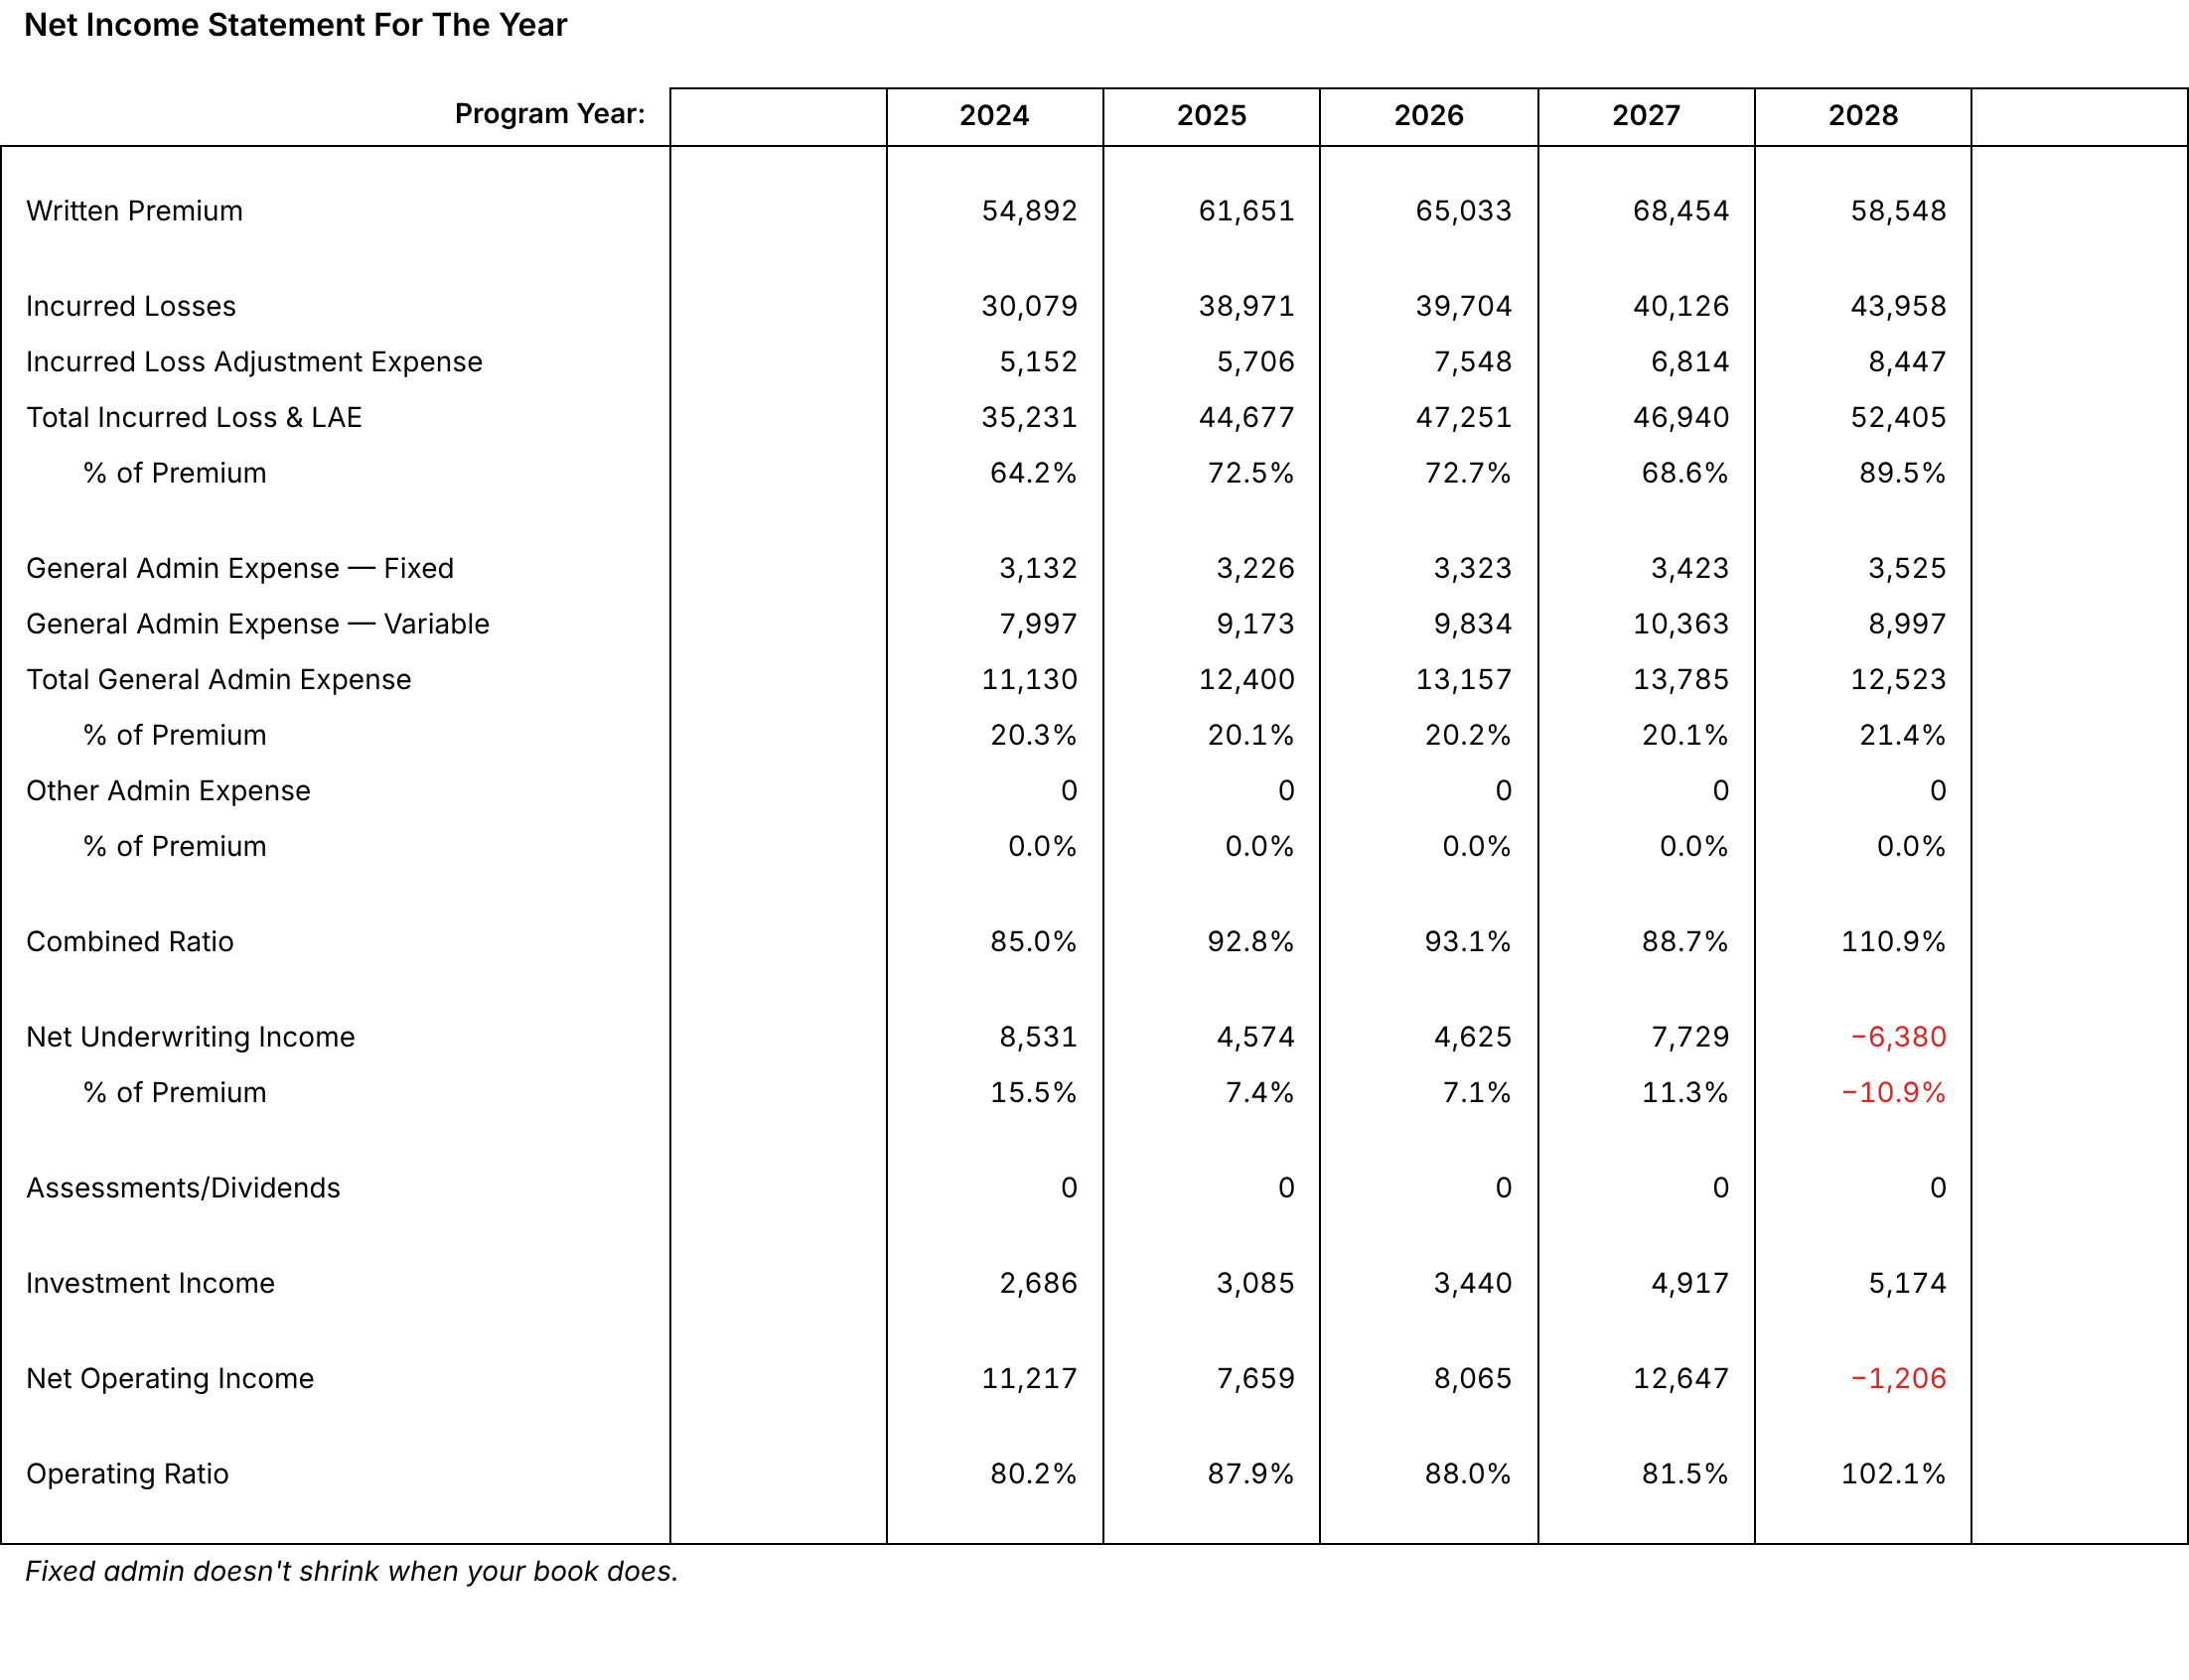 Net Income Statement For The Year
Program Year: 2024 2025 2026 2027 2028
Written Premium 54,892 61,651 65,033 68,454 58,548
Incurred Losses 30,079 38,971 39,704 40,126 43,958
Incurred Loss Adjustment Expense 5,152 5,706 7,548 6,814 8,447
Total Incurred Loss & LAE 35,231 44,677 47,251 46,940 52,405
% of Premium 64.2% 72.5% 72.7% 68.6% 89.5%
General Admin Expense — Fixed 3,132 3,226 3,323 3,423 3,525
General Admin Expense — Variable 7,997 9,173 9,834 10,363 8,997
Total General Admin Expense 11,130 12,400 13,157 13,785 12,523
% of Premium 20.3% 20.1% 20.2% 20.1% 21.4%
Other Admin Expense 0 0 0 0 0
% of Premium 0.0% 0.0% 0.0% 0.0% 0.0%
Combined Ratio 85.0% 92.8% 93.1% 88.7% 110.9%
Net Underwriting Income 8,531 4,574 4,625 7,729 −6,380
% of Premium 15.5% 7.4% 7.1% 11.3% −10.9%
Assessments/Dividends 0 0 0 0 0
Investment Income 2,686 3,085 3,440 4,917 5,174
Net Operating Income 11,217 7,659 8,065 12,647 −1,206
Operating Ratio 80.2% 87.9% 88.0% 81.5% 102.1%
Fixed admin doesn't shrink when your book does.